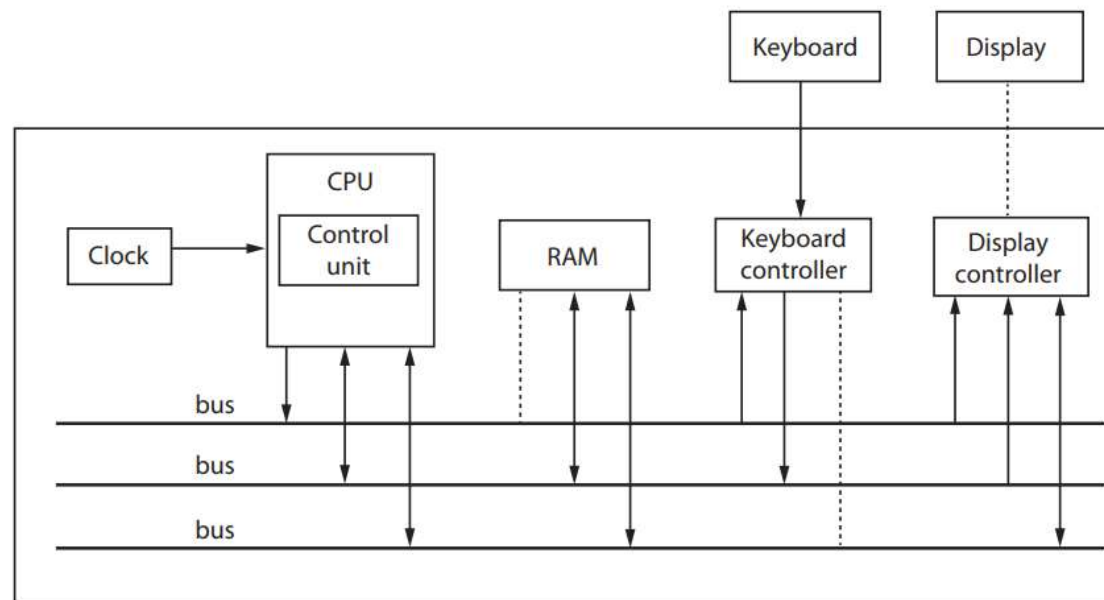 Keyboard
Display
CPU
Control
unit
Clock
RAM
Keyboard
controller
Display
controller
bus
bus
bus